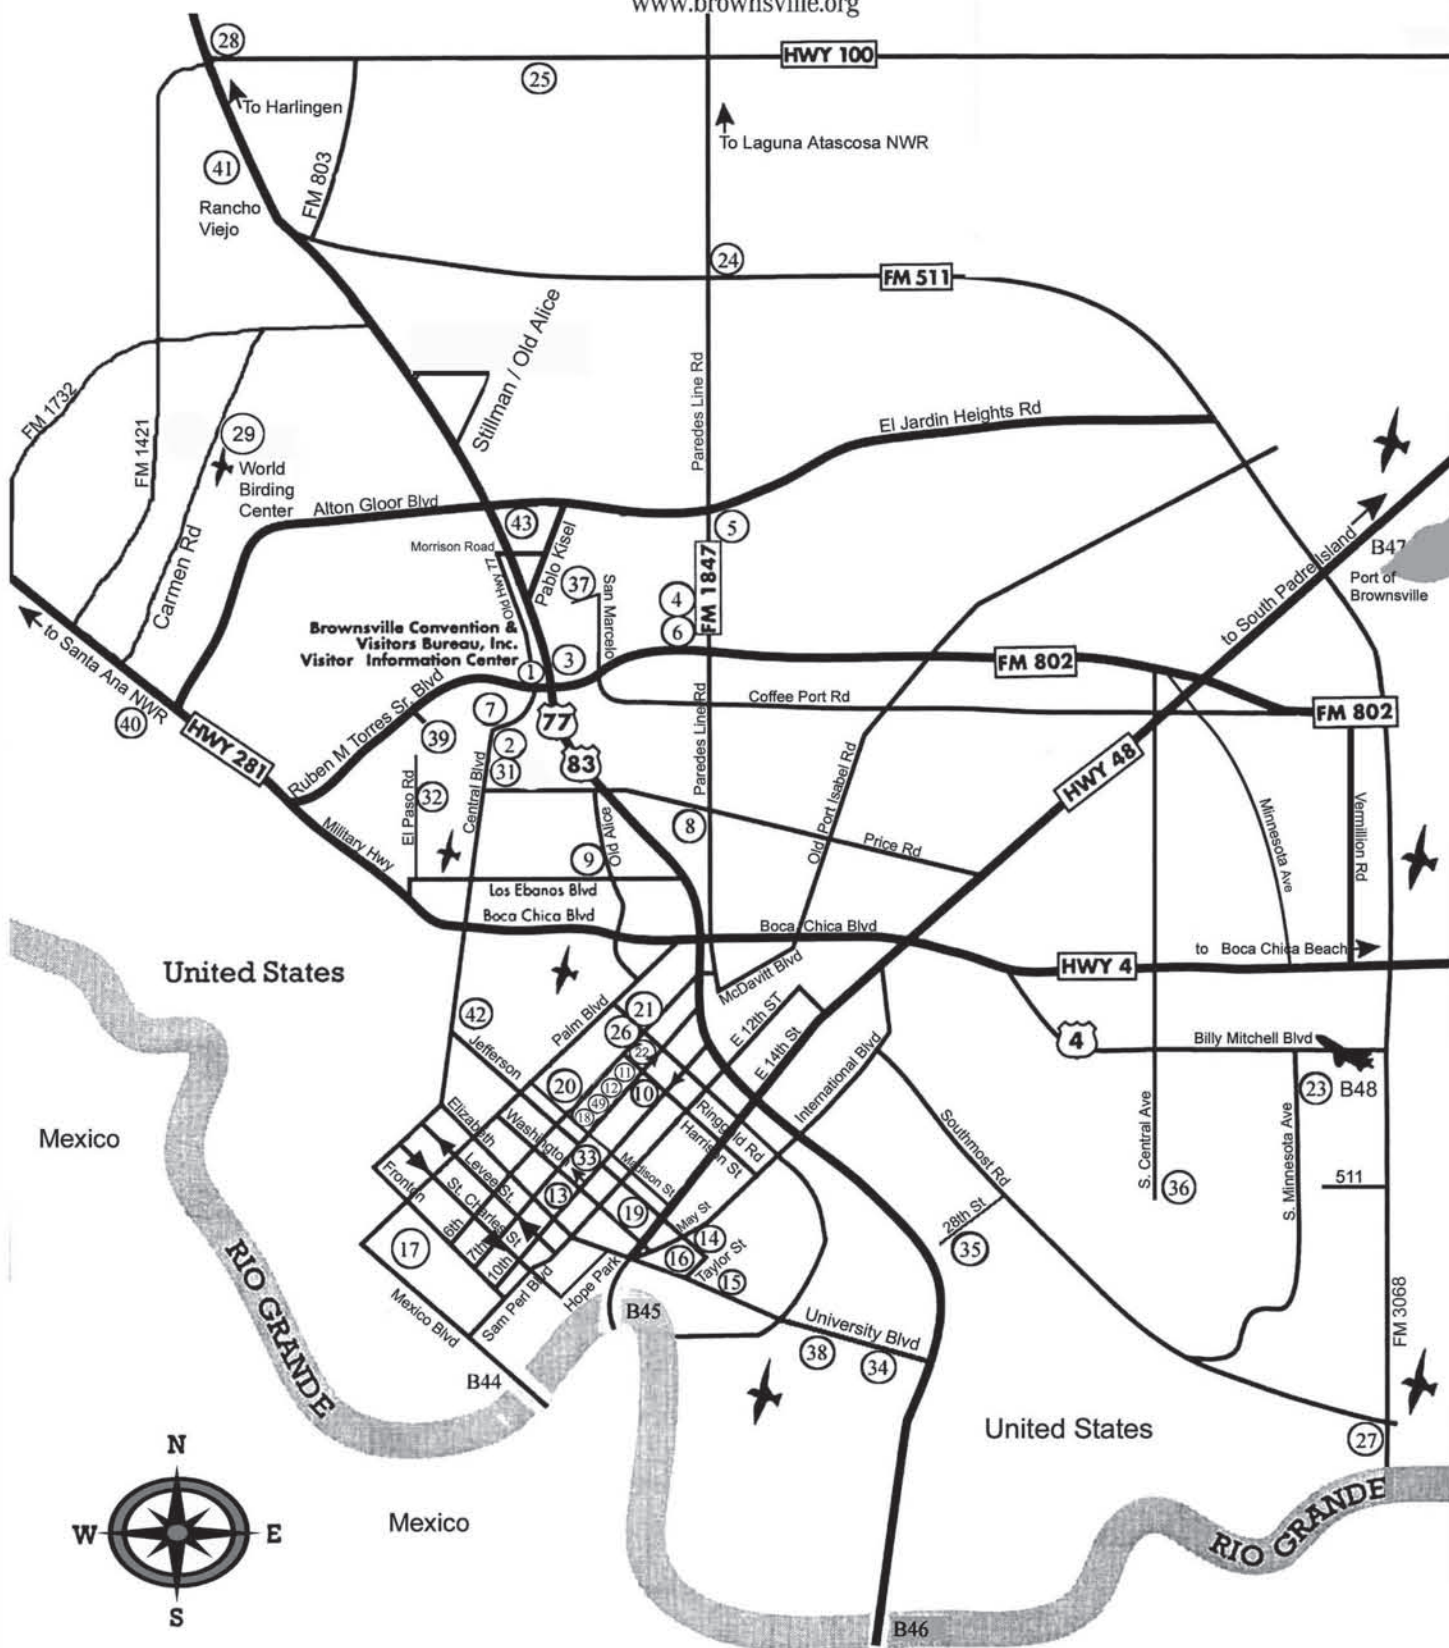 www.brownsville.org
28
HWY 100
25
To Harlingen
To Laguna Atascosa NWR
41
FM 803
Rancho
Viejo
24
FM 511
Stillman / Old Alice
Paredes Line Rd
FM 1732
FM 1421
El Jardin Heights Rd
29
World
Birding
Center
Alton Gloor Blvd
43
5
Carmen Rd
Morrison Road
Pablo Kisel
Old Hwy 77
37
San Marcelo
4
6
FM 1847
to South Padre Island
B47
Port of
Brownsville
Brownsville Convention &
Visitors Bureau, Inc.
Visitor Information Center
1
3
to Santa Ana NWR
40
HWY 281
Ruben M Torres Sr. Blvd
FM 802
Coffee Port Rd
FM 802
7
77
39
2
31
83
El Paso Rd
32
Central Blvd
Paredes Line Rd
Old Port Isabel Rd
HWY 48
Military Hwy
Old Alice
8
9
Price Rd
Minnesota Ave
Vermillion Rd
Los Ebanos Blvd
Boca Chica Blvd
Boca Chica Blvd
to Boca Chica Beach
HWY 4
United States
McDavitt Blvd
42
Jefferson
Palm Blvd
21
26
22
E 12th ST
E 14th St
International Blvd
4
Billy Mitchell Blvd
23
B48
20
11
12
10
49
18
Mexico
Elizabeth
Washington
Ringgold Rd
Harrison St
33
Madison St
Southmost Rd
S. Central Ave
S. Minnesota Ave
36
511
Fronton
Levee St.
St. Charles St
13
19
May St
14
16
Taylor St
15
28th St
35
17
6th
7th
10th
Hope Park
Sam Perl Blvd
Mexico Blvd
RIO GRANDE
B45
University Blvd
38
34
FM 3068
B44
United States
27
N
W
E
S
Mexico
RIO GRANDE
B46